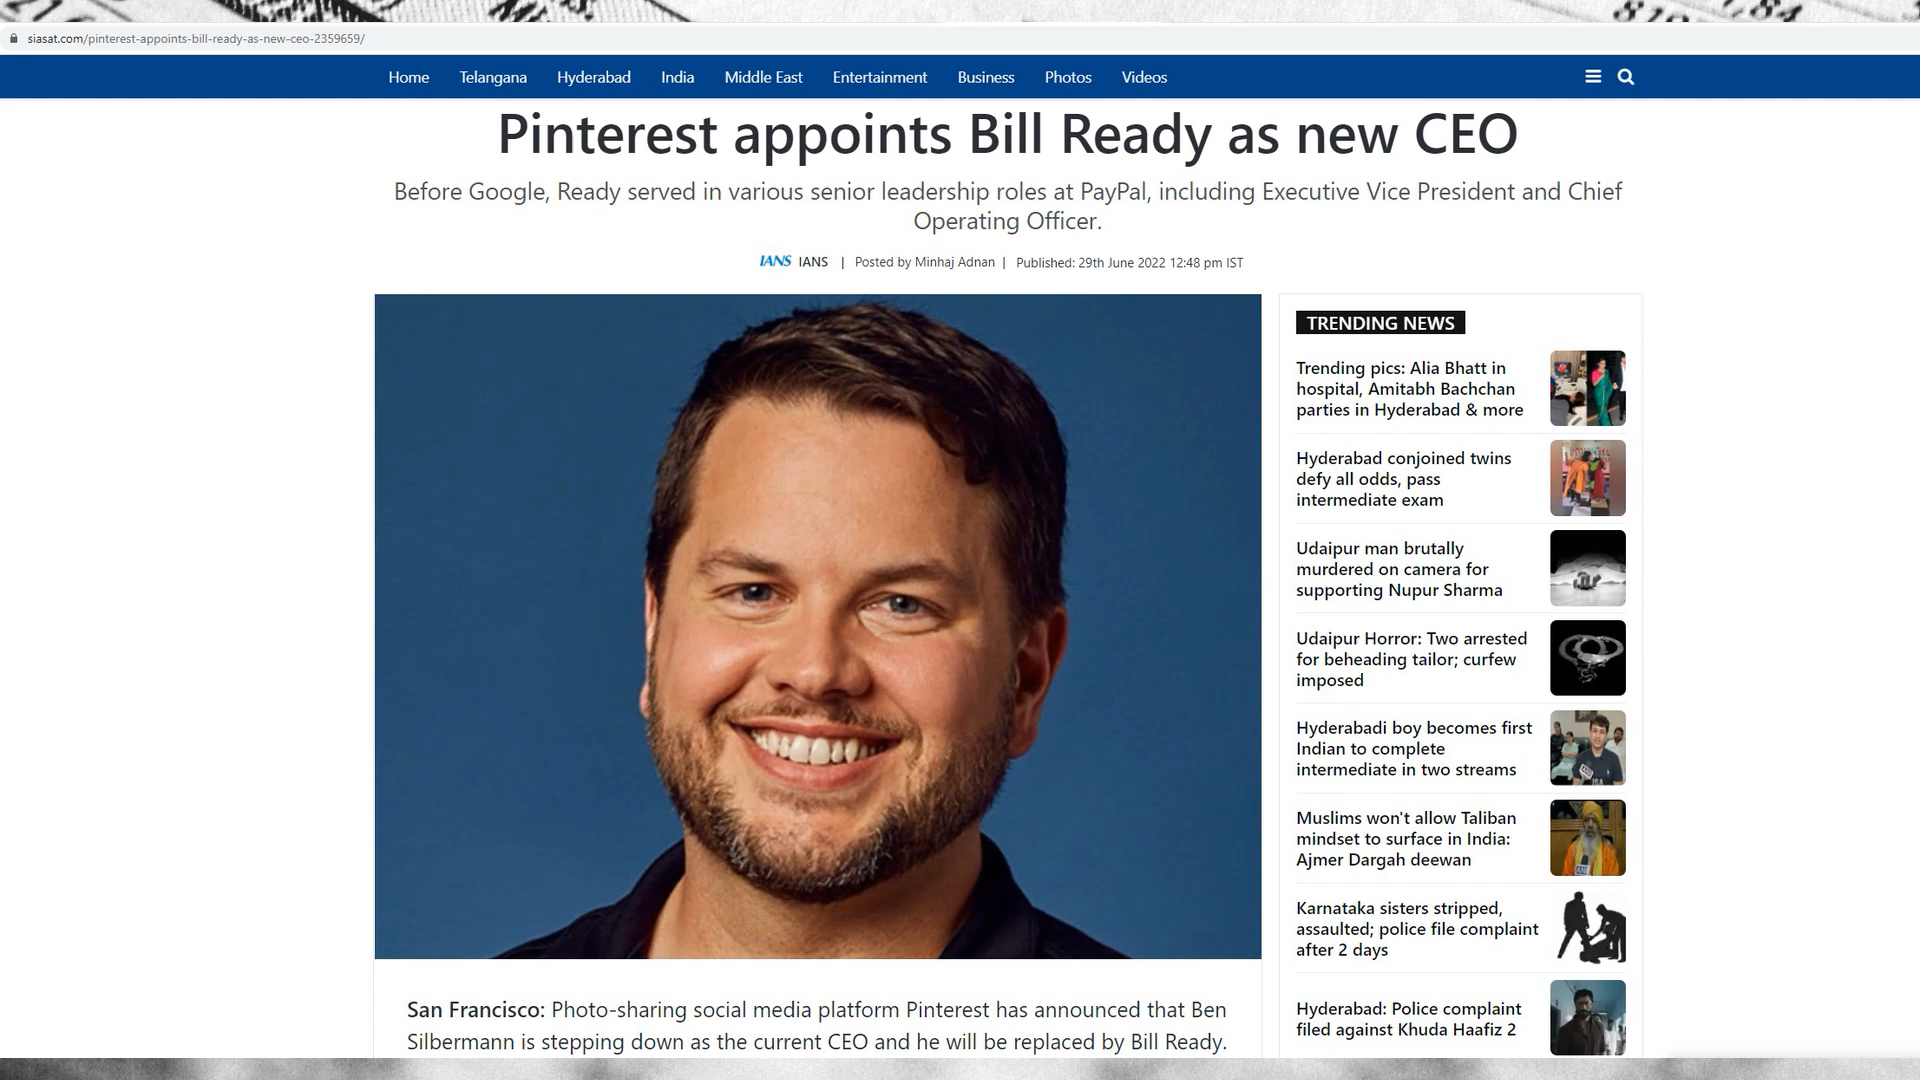 siasat.com/pinterest-appoints-bill-ready-as-new-ceo-2359659/
Home Telangana Hyderabad India Middle East Entertainment Business Photos Videos
Pinterest appoints Bill Ready as new CEO
Before Google, Ready served in various senior leadership roles at PayPal, including Executive Vice President and Chief
Operating Officer.
IANS IANS | Posted by Minhaj Adnan | Published: 29th June 2022 12:48 pm IST
San Francisco: Photo-sharing social media platform Pinterest has announced that Ben
Silbermann is stepping down as the current CEO and he will be replaced by Bill Ready.
TRENDING NEWS
Trending pics: Alia Bhatt in
hospital, Amitabh Bachchan
parties in Hyderabad & more
Hyderabad conjoined twins
defy all odds, pass
intermediate exam
Udaipur man brutally
murdered on camera for
supporting Nupur Sharma
Udaipur Horror: Two arrested
for beheading tailor; curfew
imposed
Hyderabadi boy becomes first
Indian to complete
intermediate in two streams
Muslims won't allow Taliban
mindset to surface in India:
Ajmer Dargah deewan
Karnataka sisters stripped,
assaulted; police file complaint
after 2 days
Hyderabad: Police complaint
filed against Khuda Haafiz 2